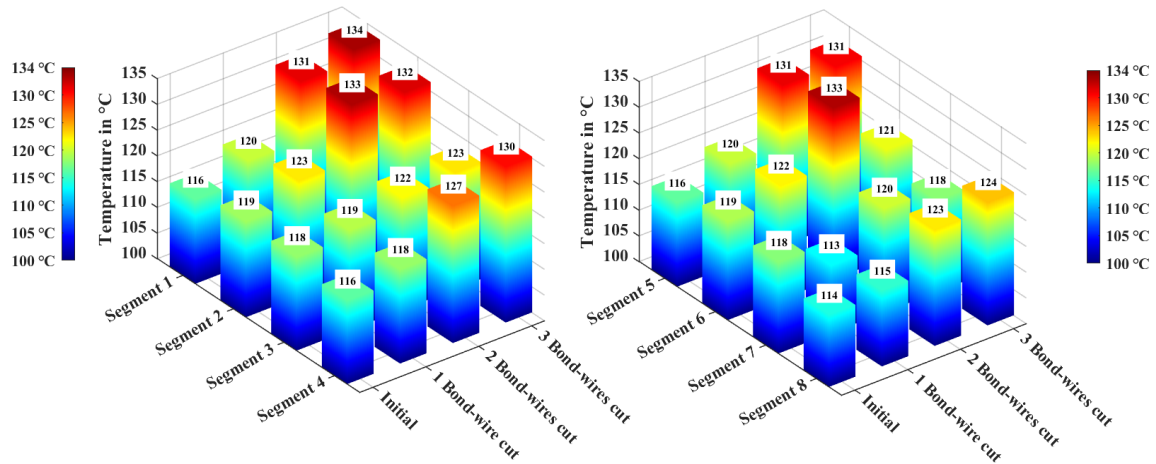 134 °C
130 °C
125 °C
120 °C
115 °C
110 °C
105 °C
100 °C
Temperature in °C
135
130
125
120
115
110
105
100
134
131
132
133
120
123
130
116
123
122
127
119
119
118
118
116
Segment 1
Segment 2
Segment 3
Segment 4
Initial
1 Bond-wire cut
2 Bond-wires cut
3 Bond-wires cut
Temperature in °C
135
130
125
120
115
110
105
100
131
131
133
121
120
122
118
124
116
120
119
123
118
113
115
114
Segment 5
Segment 6
Segment 7
Segment 8
Initial
1 Bond-wire cut
2 Bond-wires cut
3 Bond-wires cut
134 °C
130 °C
125 °C
120 °C
115 °C
110 °C
105 °C
100 °C